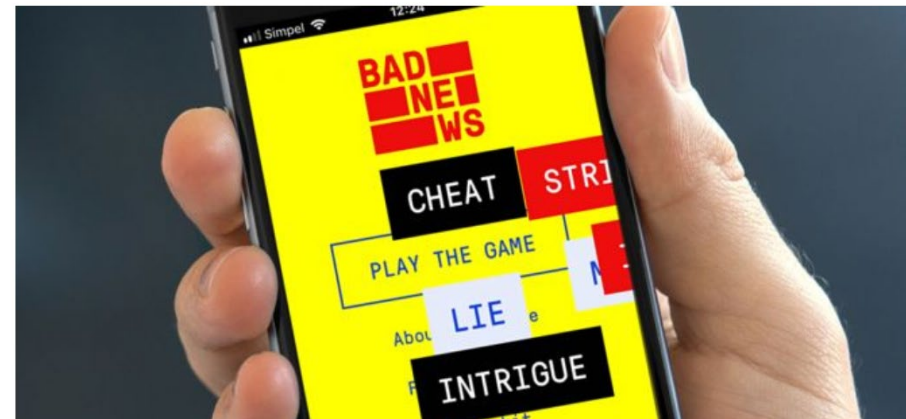 Simpel 12:24
BAD
NE
WS
CHEAT
STRI
PLAY THE GAME
LIE
INTRIGUE